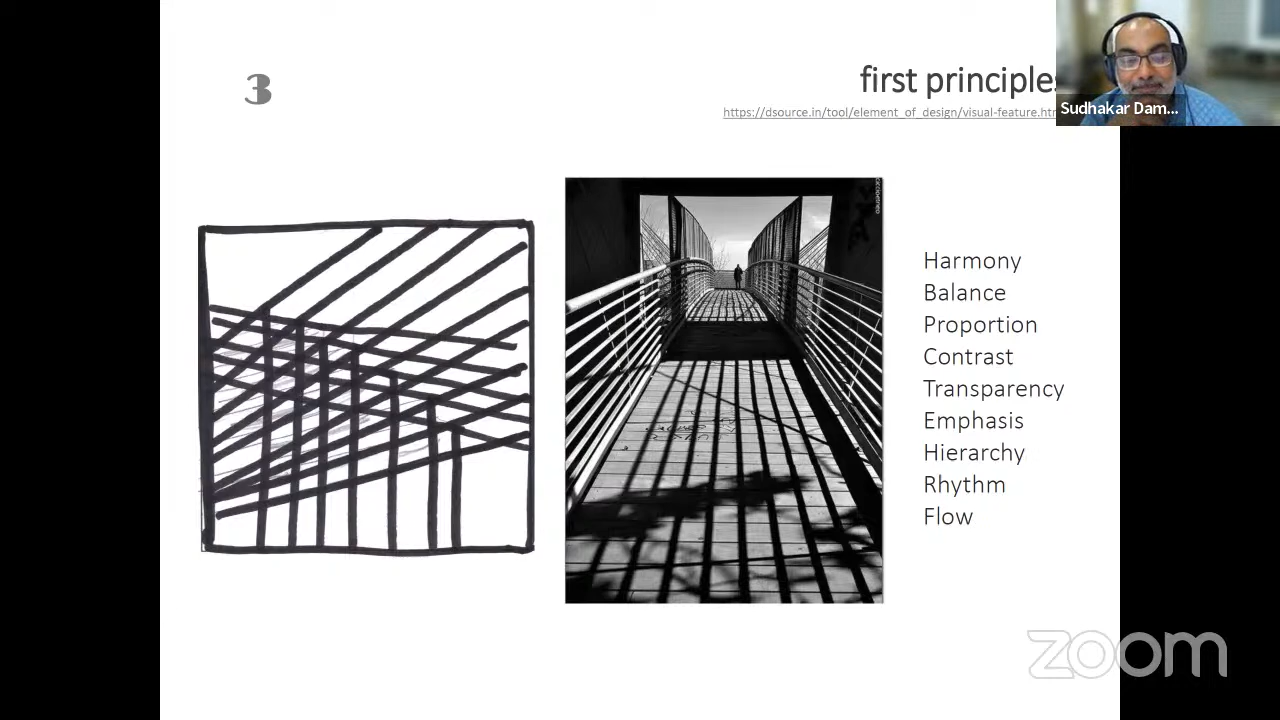 3
first principles
https://dsource.in/tool/element_of_design/visual-feature.htm
Sudhakar Dam...
Harmony
Balance
Proportion
Contrast
Transparency
Emphasis
Hierarchy
Rhythm
Flow
zoom